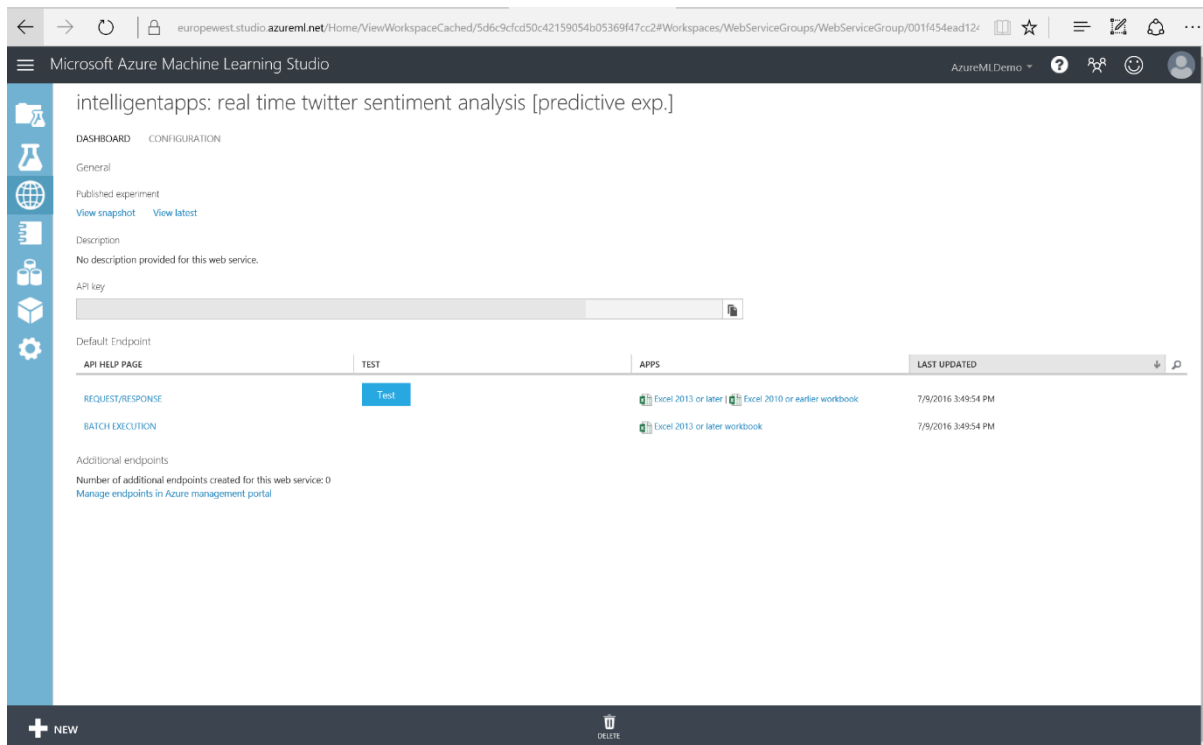 europewest.studio.azureml.net/Home/ViewWorkspaceCached/5d6c9cfcd50c42159054b05369f47cc2#Workspaces/WebServiceGroups/WebServiceGroup/001f454ead12
Microsoft Azure Machine Learning Studio AzureMLDemo ?
intelligentapps: real time twitter sentiment analysis [predictive exp.]
DASHBOARD CONFIGURATION
General
Published experiment
View snapshot View latest
Description
No description provided for this web service.
API key
Default Endpoint
API HELP PAGE TEST APPS LAST UPDATED
REQUEST/RESPONSE Test Excel 2013 or later | Excel 2010 or earlier workbook 7/9/2016 3:49:54 PM
BATCH EXECUTION Excel 2013 or later workbook 7/9/2016 3:49:54 PM
Additional endpoints
Number of additional endpoints created for this web service: 0
Manage endpoints in Azure management portal
NEW DELETE